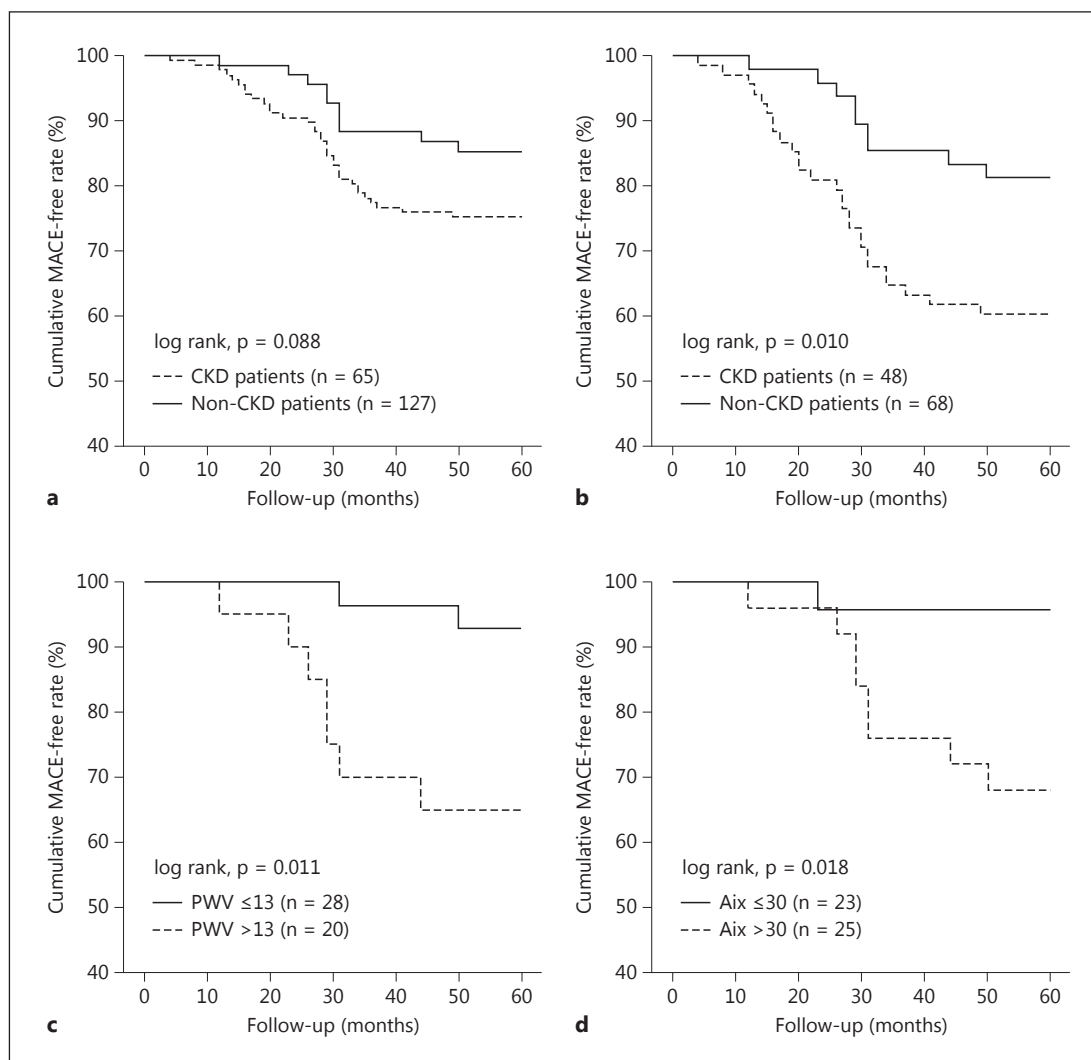 100
90
80
70
60
50
40
Cumulative MACE-free rate (%)
log rank, p = 0.088
CKD patients (n = 65)
Non-CKD patients (n = 127)
0 10 20 30 40 50 60
Follow-up (months)
a
100
90
80
70
60
50
40
Cumulative MACE-free rate (%)
log rank, p = 0.010
CKD patients (n = 48)
Non-CKD patients (n = 68)
0 10 20 30 40 50 60
Follow-up (months)
b
100
90
80
70
60
50
40
Cumulative MACE-free rate (%)
log rank, p = 0.011
PWV ≤13 (n = 28)
PWV >13 (n = 20)
0 10 20 30 40 50 60
Follow-up (months)
c
100
90
80
70
60
50
40
Cumulative MACE-free rate (%)
log rank, p = 0.018
Aix ≤30 (n = 23)
Aix >30 (n = 25)
0 10 20 30 40 50 60
Follow-up (months)
d